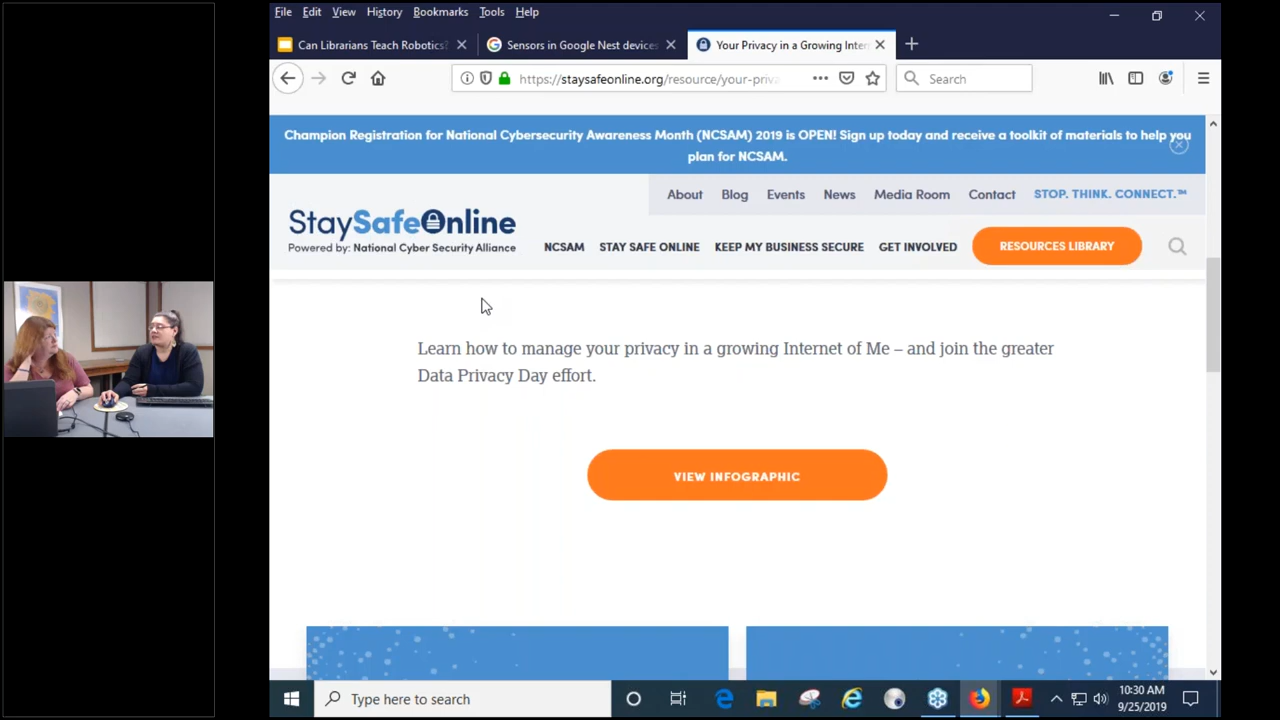 File Edit View History Bookmarks Tools Help
Can Librarians Teach Robotics?
Sensors in Google Nest devices
Your Privacy in a Growing Inter
https://staysafeonline.org/resource/your-priva
Search
Champion Registration for National Cybersecurity Awareness Month (NCSAM) 2019 is OPEN! Sign up today and receive a toolkit of materials to help you
plan for NCSAM.
About Blog Events News Media Room Contact STOP. THINK. CONNECT.™
StaySafeOnline
Powered by: National Cyber Security Alliance
NCSAM STAY SAFE ONLINE KEEP MY BUSINESS SECURE GET INVOLVED RESOURCES LIBRARY
Learn how to manage your privacy in a growing Internet of Me – and join the greater
Data Privacy Day effort.
VIEW INFOGRAPHIC
Type here to search
10:30 AM
9/25/2019